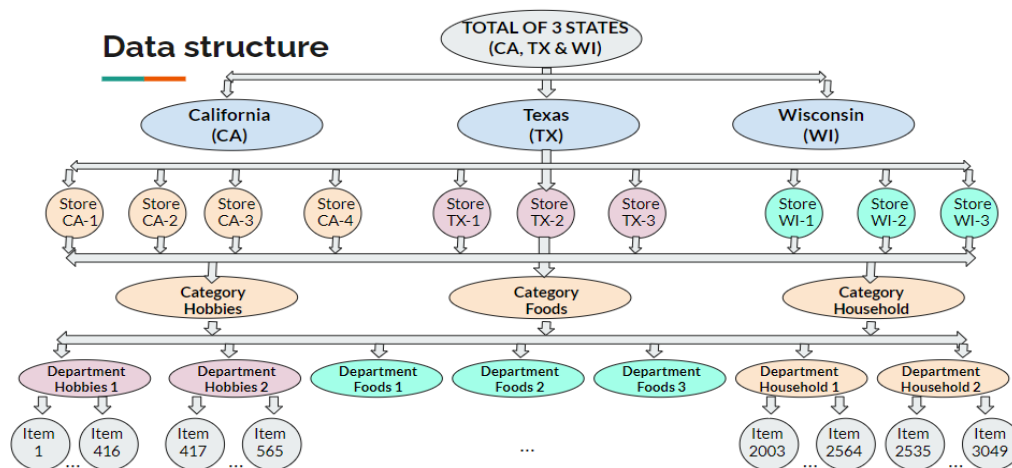 Data structure
TOTAL OF 3 STATES
(CA, TX & WI)
California
(CA)
Texas
(TX)
Wisconsin
(WI)
Store
CA-1
Store
CA-2
Store
CA-3
Store
CA-4
Store
TX-1
Store
TX-2
Store
TX-3
Store
WI-1
Store
WI-2
Store
WI-3
Category
Hobbies
Category
Foods
Category
Household
Department
Hobbies 1
Department
Hobbies 2
Department
Foods 1
Department
Foods 2
Department
Foods 3
Department
Household 1
Department
Household 2
Item
1
...
Item
416
Item
417
...
Item
565
...
Item
2003
...
Item
2564
Item
2535
...
Item
3049